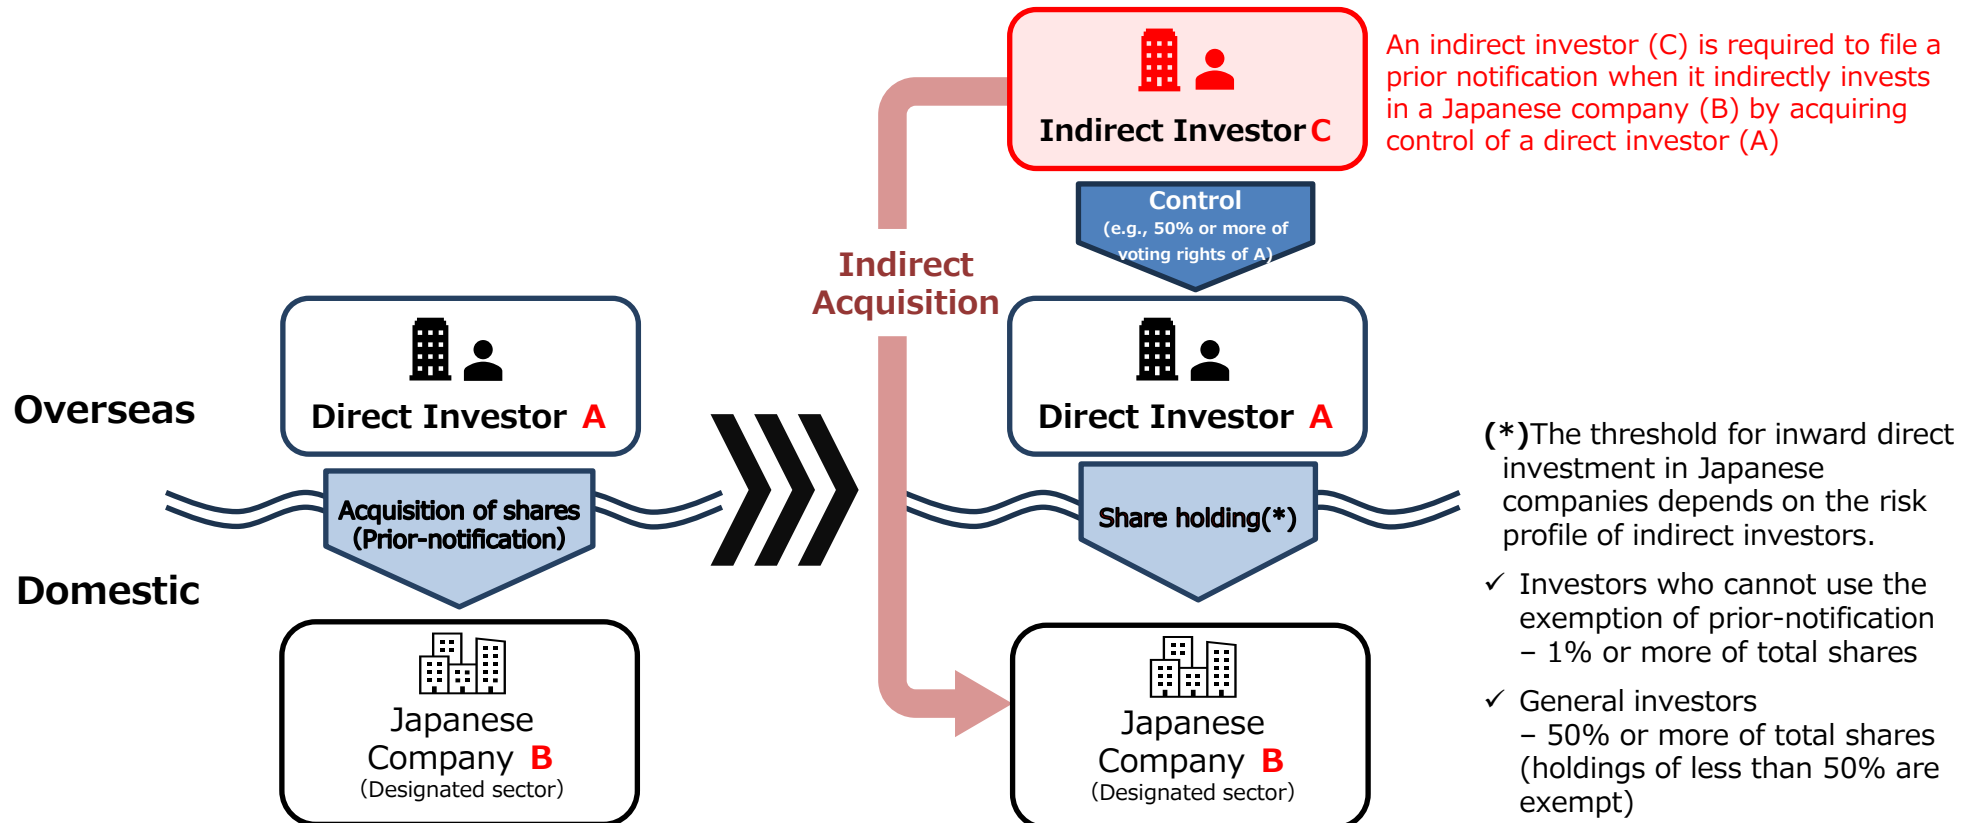 An indirect investor (C) is required to file a
prior notification when it indirectly invests
in a Japanese company (B) by acquiring
control of a direct investor (A)
Indirect Investor C
Control
(e.g., 50% or more of
voting rights of A)
Indirect
Acquisition
Overseas
Direct Investor A
Direct Investor A
Acquisition of shares
(Prior-notification)
Share holding(*)
Domestic
Japanese
Company B
(Designated sector)
Japanese
Company B
(Designated sector)
(*)The threshold for inward direct
investment in Japanese
companies depends on the risk
profile of indirect investors.
✓ Investors who cannot use the
exemption of prior-notification
– 1% or more of total shares
✓ General investors
– 50% or more of total shares
(holdings of less than 50% are
exempt)